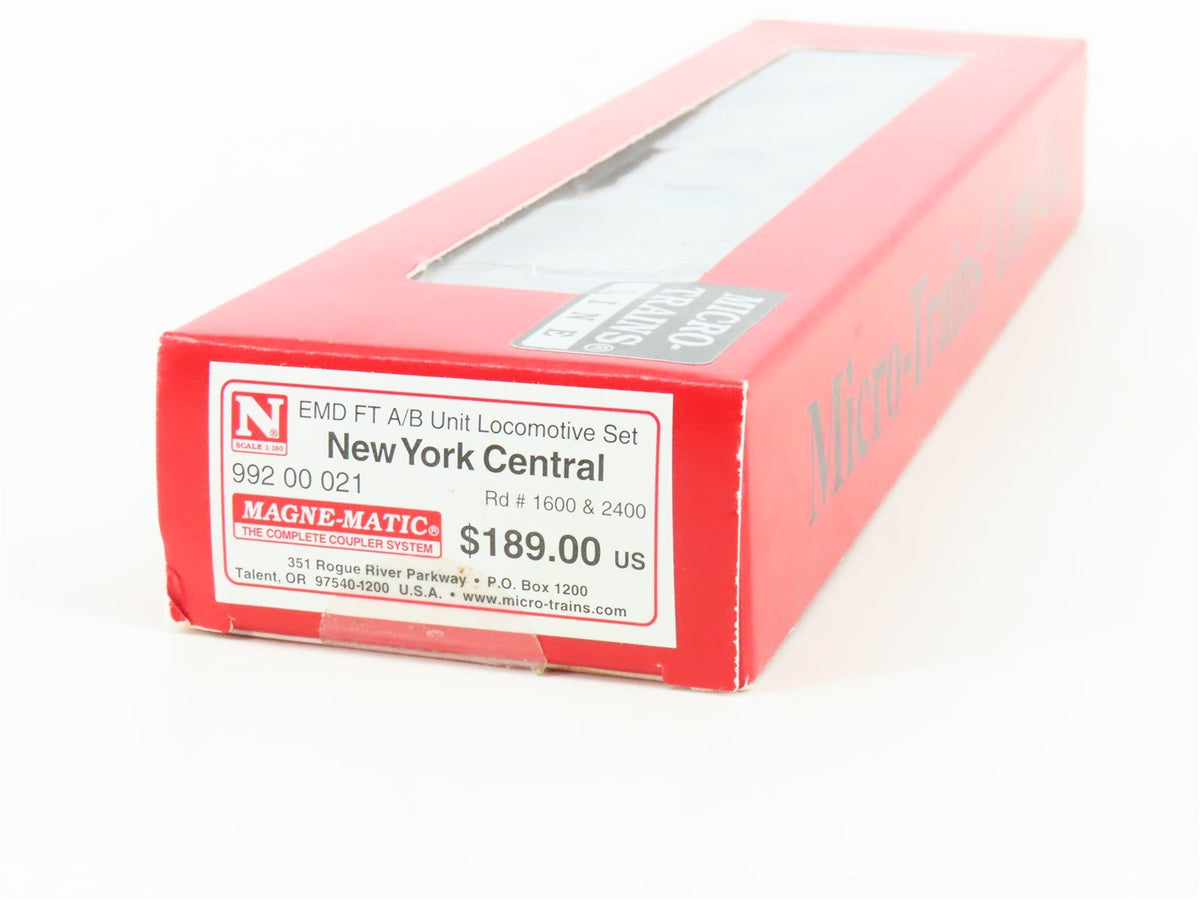 MICRO-
TRAINS®
LINE
Micro-Trains Line
N®
SCALE 1:160
EMD FT A/B Unit Locomotive Set
New York Central
992 00 021
Rd # 1600 & 2400
MAGNE-MATIC®
THE COMPLETE COUPLER SYSTEM
$189.00 US
351 Rogue River Parkway • P.O. Box 1200
Talent, OR 97540-1200 U.S.A. • www.micro-trains.com